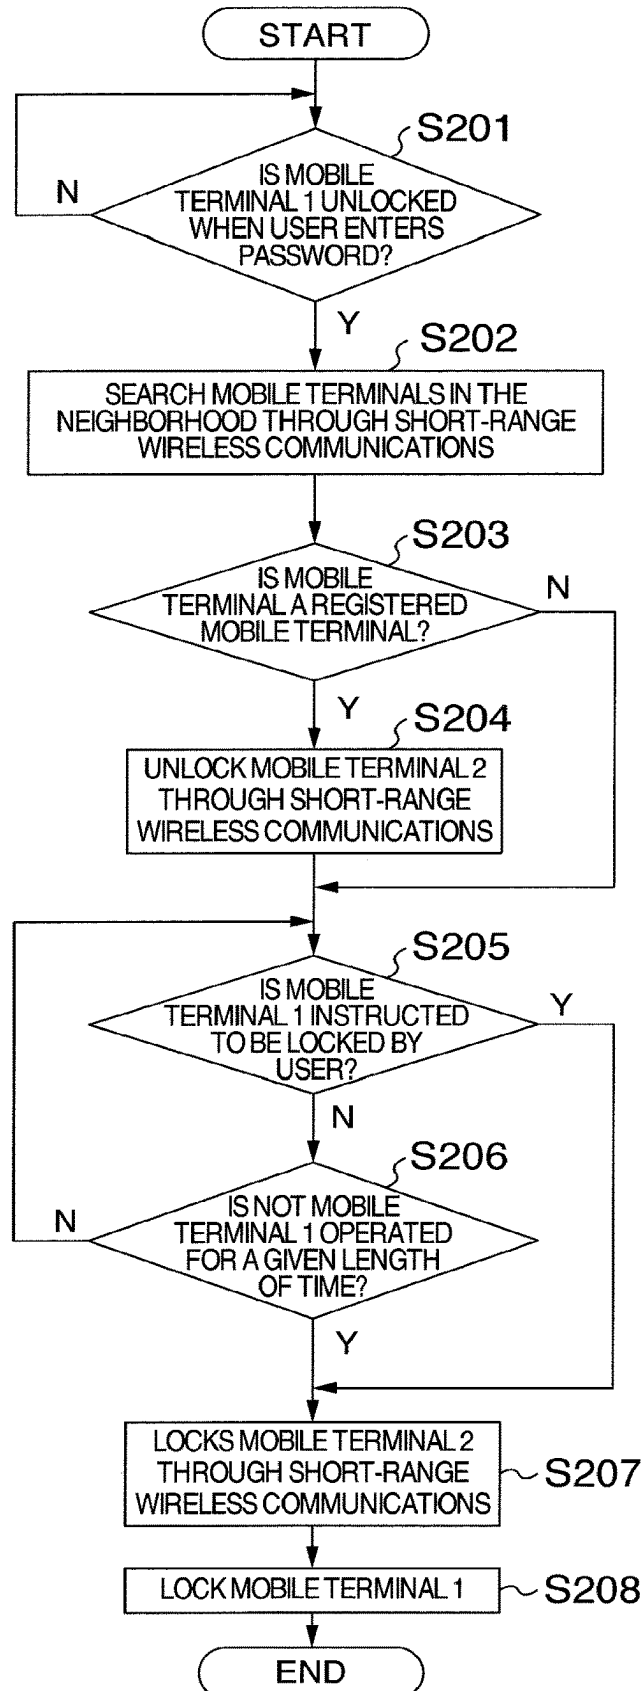 START
S201
IS MOBILE
TERMINAL 1 UNLOCKED
WHEN USER ENTERS
PASSWORD?
N
Y
S202
SEARCH MOBILE TERMINALS IN THE
NEIGHBORHOOD THROUGH SHORT-RANGE
WIRELESS COMMUNICATIONS
S203
IS MOBILE
TERMINAL A REGISTERED
MOBILE TERMINAL?
N
Y
S204
UNLOCK MOBILE TERMINAL 2
THROUGH SHORT-RANGE
WIRELESS COMMUNICATIONS
S205
IS MOBILE
TERMINAL 1 INSTRUCTED
TO BE LOCKED BY
USER?
Y
N
S206
IS NOT MOBILE
TERMINAL 1 OPERATED
FOR A GIVEN LENGTH
OF TIME?
N
Y
LOCKS MOBILE TERMINAL 2
THROUGH SHORT-RANGE
WIRELESS COMMUNICATIONS
S207
LOCK MOBILE TERMINAL 1
S208
END